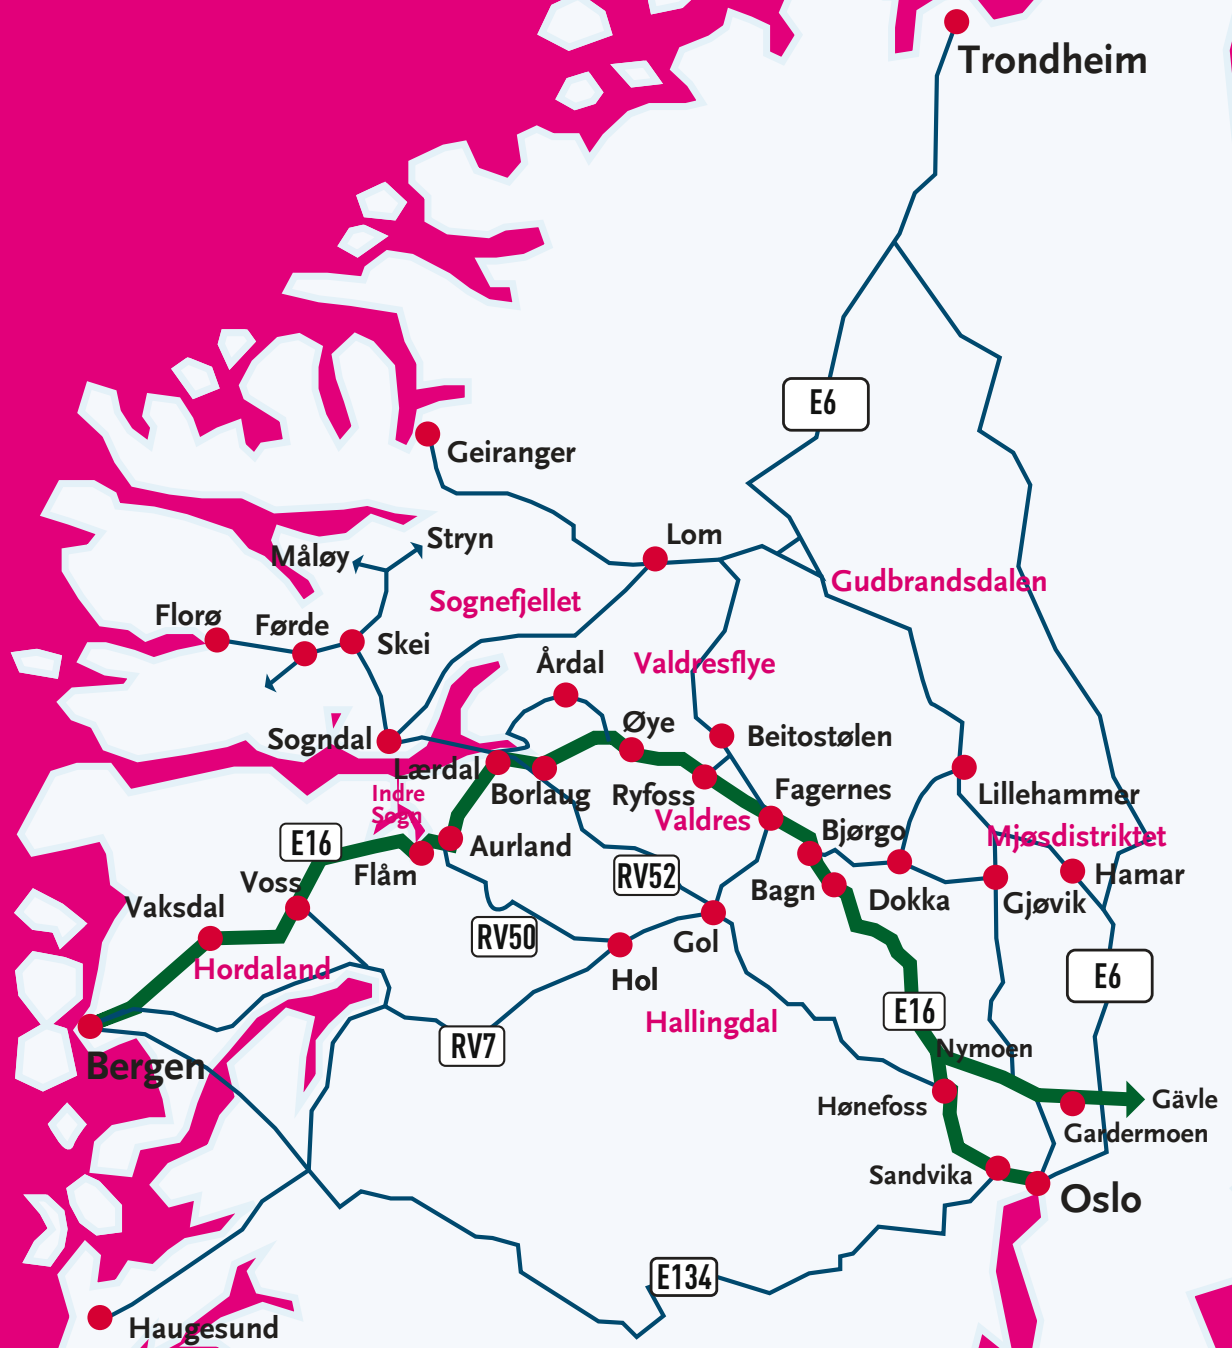 Trondheim
E6
Geiranger
Lom
Stryn
Måløy
Gudbrandsdalen
Sognefjellet
Florø
Førde
Skei
Årdal
Valdresflye
Øye
Beitostølen
Sogndal
Lærdal
Borlaug
Ryfoss
Fagernes
Lillehammer
Indre
Sogn
Valdres
Bjørgo
Mjøsdistriktet
E16
Aurland
Flåm
RV52
Hamar
Voss
Bagn
Dokka
Gjøvik
Vaksdal
RV50
Gol
Hordaland
Hol
E6
E16
Hallingdal
RV7
Nymoen
Bergen
Hønefoss
Gävle
Gardermoen
Sandvika
Oslo
E134
Haugesund